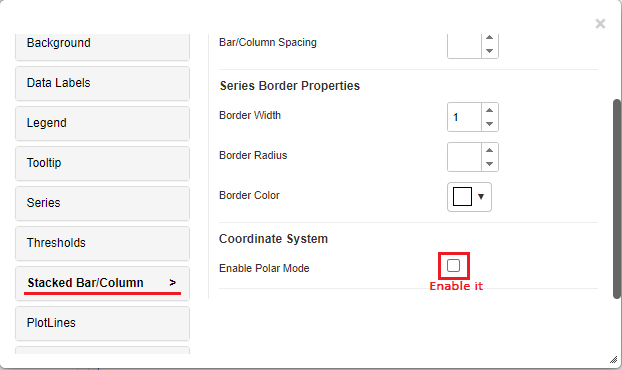 ×
Background
Data Labels
Legend
Tooltip
Series
Thresholds
Stacked Bar/Column >
PlotLines
Bar/Column Spacing
Series Border Properties
Border Width 1
Border Radius
Border Color
Coordinate System
Enable Polar Mode
Enable it